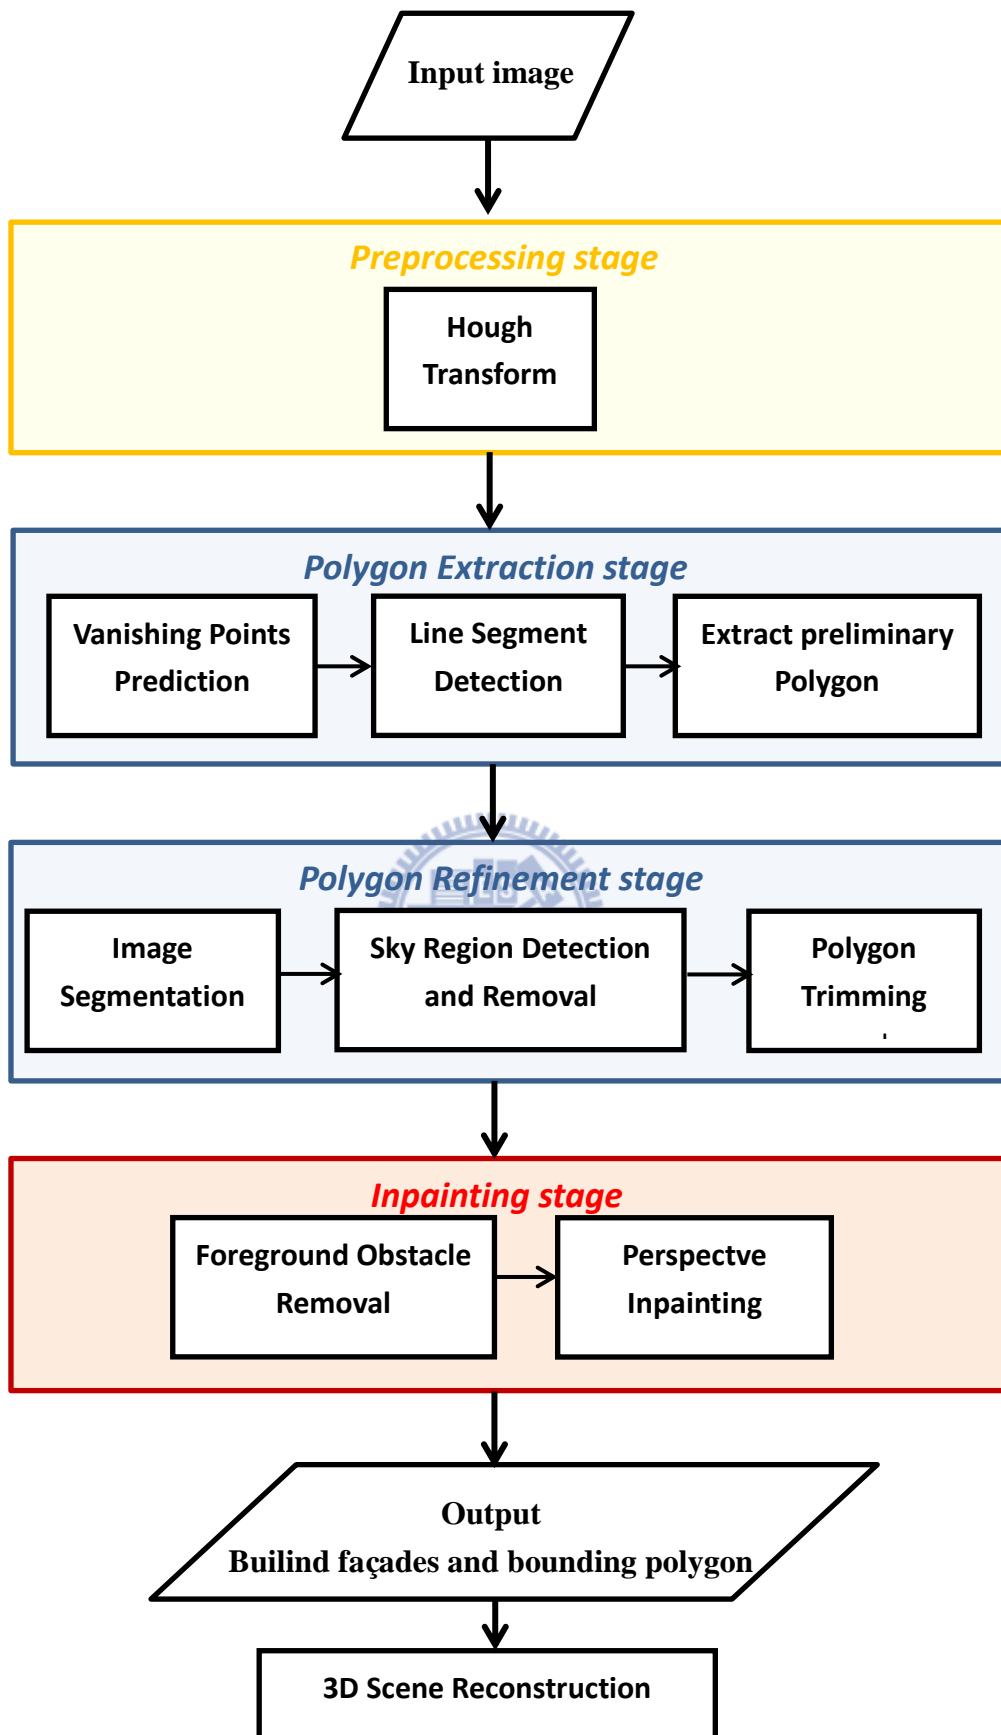 Input image
Preprocessing stage
Hough
Transform
Polygon Extraction stage
Vanishing Points
Prediction
Line Segment
Detection
Extract preliminary
Polygon
Polygon Refinement stage
Image
Segmentation
Sky Region Detection
and Removal
Polygon
Trimming
Inpainting stage
Foreground Obstacle
Removal
Perspectve
Inpainting
Output
Builind façades and bounding polygon
3D Scene Reconstruction